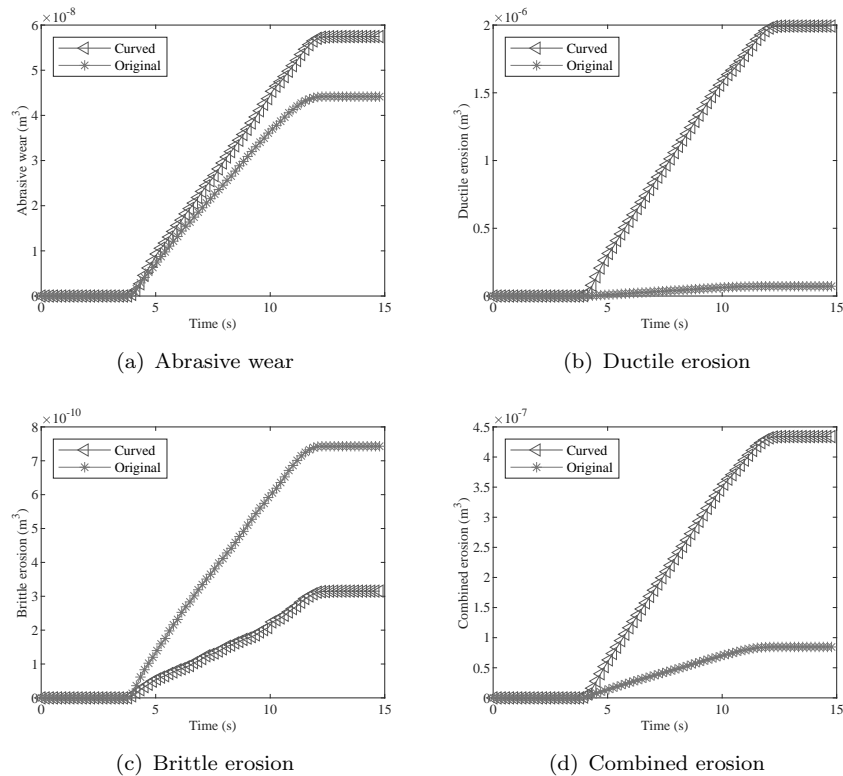 ×10⁻⁸
6
5
4
3
2
1
0
0
5
10
15
Curved
Original
Abrasive wear (m³)
Time (s)
(a) Abrasive wear
×10⁻⁶
2
1.5
1
0.5
0
0
5
10
15
Curved
Original
Ductile erosion (m³)
Time (s)
(b) Ductile erosion
×10⁻¹⁰
8
7
6
5
4
3
2
1
0
0
5
10
15
Curved
Original
Brittle erosion (m³)
Time (s)
(c) Brittle erosion
×10⁻⁷
4.5
4
3.5
3
2.5
2
1.5
1
0.5
0
0
5
10
15
Curved
Original
Combined erosion (m³)
Time (s)
(d) Combined erosion